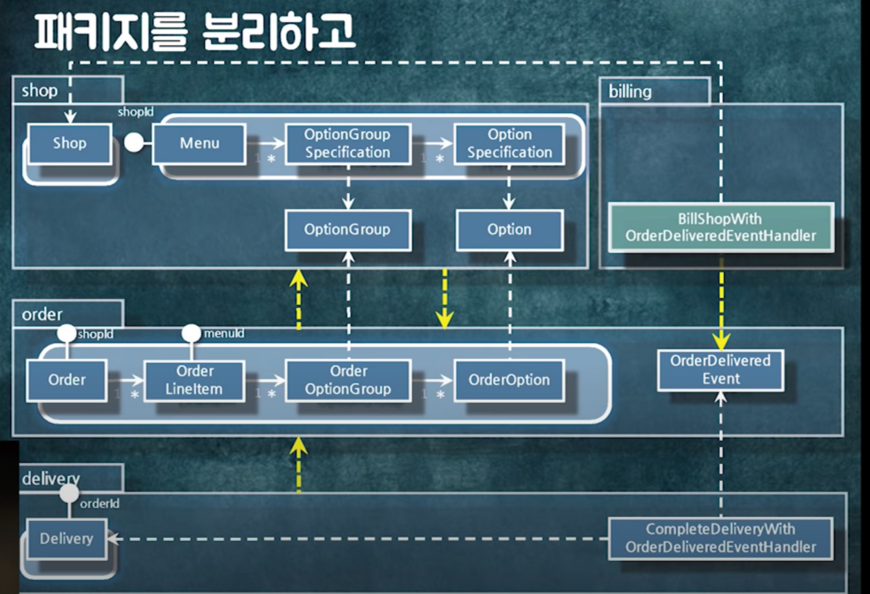 패키지를 분리하고
shop
billing
shopId
Shop
Menu
1
*
OptionGroup
Specification
1
*
Option
Specification
OptionGroup
Option
BillShopWith
OrderDeliveredEventHandler
order
shopId
menuId
Order
1
*
Order
LineItem
1
*
Order
OptionGroup
1
*
OrderOption
OrderDelivered
Event
delivery
orderId
Delivery
CompleteDeliveryWith
OrderDeliveredEventHandler